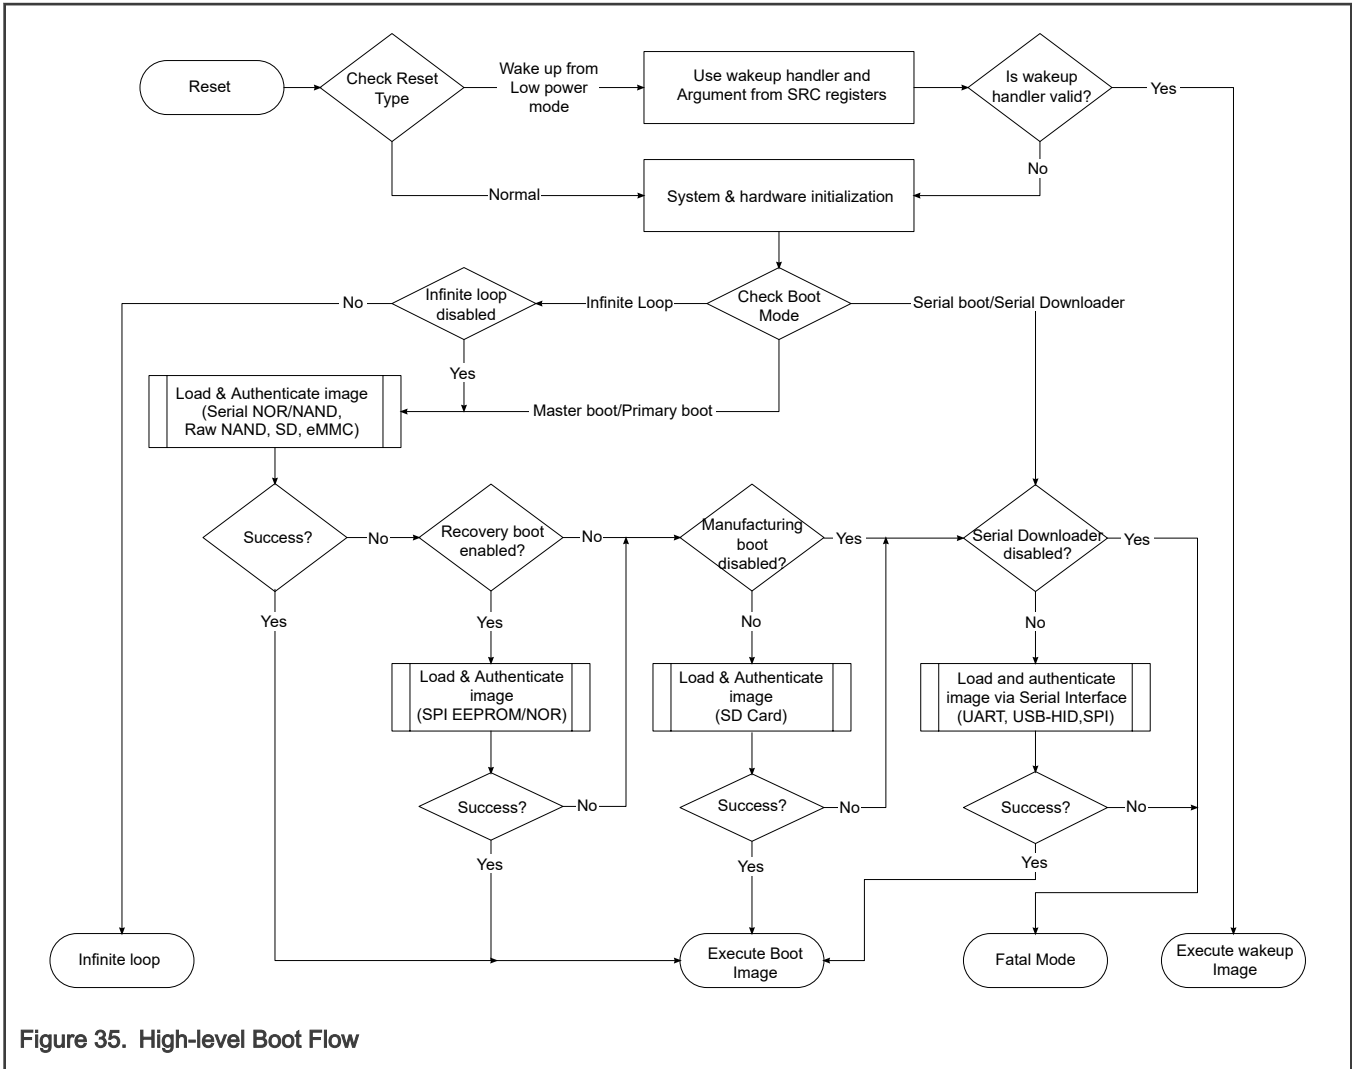 Reset
Check Reset
Type
Wake up from
Low power
mode
Use wakeup handler and
Argument from SRC registers
Is wakeup
handler valid?
Yes
No
Normal
System & hardware initialization
No
Infinite loop
disabled
Infinite Loop
Check Boot
Mode
Serial boot/Serial Downloader
Yes
Load & Authenticate image
(Serial NOR/NAND,
Raw NAND, SD, eMMC)
Master boot/Primary boot
Success?
No
Recovery boot
enabled?
No
Manufacturing
boot
disabled?
Yes
Serial Downloader
disabled?
Yes
Yes
Yes
No
No
Load & Authenticate
image
(SPI EEPROM/NOR)
Load & Authenticate
image
(SD Card)
Load and authenticate
image via Serial Interface
(UART, USB-HID,SPI)
Success?
No
Success?
No
Success?
No
Yes
Yes
Yes
Infinite loop
Execute Boot
Image
Fatal Mode
Execute wakeup
Image
Figure 35. High-level Boot Flow